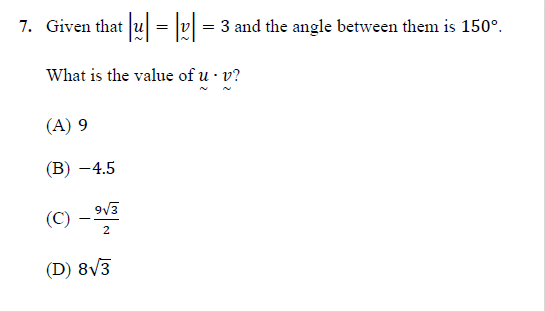 7. Given that |ṵ| = |v̰| = 3 and the angle between them is 150°.
What is the value of ṵ · v̰?
(A) 9
(B) −4.5
(C) −9√3/2
(D) 8√3